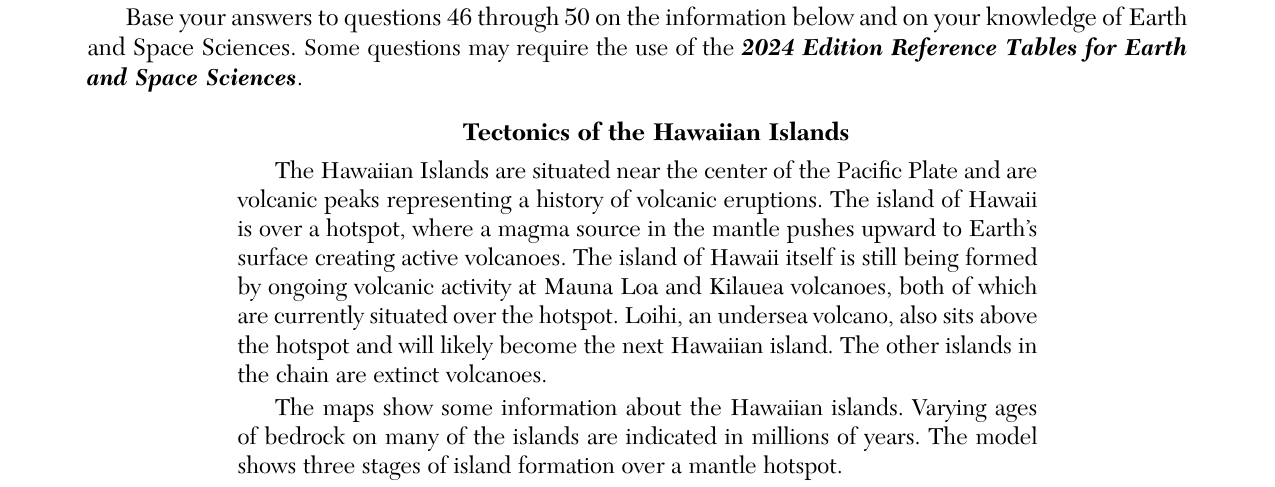 Base your answers to questions 46 through 50 on the information below and on your knowledge of Earth
and Space Sciences. Some questions may require the use of the 2024 Edition Reference Tables for Earth
and Space Sciences.
Tectonics of the Hawaiian Islands
The Hawaiian Islands are situated near the center of the Pacific Plate and are
volcanic peaks representing a history of volcanic eruptions. The island of Hawaii
is over a hotspot, where a magma source in the mantle pushes upward to Earth’s
surface creating active volcanoes. The island of Hawaii itself is still being formed
by ongoing volcanic activity at Mauna Loa and Kilauea volcanoes, both of which
are currently situated over the hotspot. Loihi, an undersea volcano, also sits above
the hotspot and will likely become the next Hawaiian island. The other islands in
the chain are extinct volcanoes.
The maps show some information about the Hawaiian islands. Varying ages
of bedrock on many of the islands are indicated in millions of years. The model
shows three stages of island formation over a mantle hotspot.